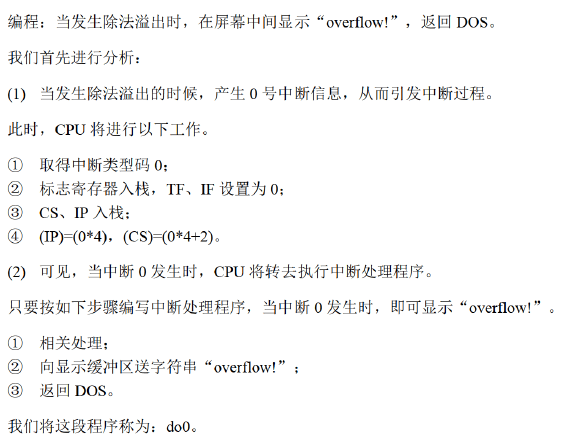 编程：当发生除法溢出时，在屏幕中间显示“overflow!”，返回 DOS。
我们首先进行分析：
(1) 当发生除法溢出的时候，产生 0 号中断信息，从而引发中断过程。
此时，CPU 将进行以下工作。
① 取得中断类型码 0；
② 标志寄存器入栈，TF、IF 设置为 0；
③ CS、IP 入栈；
④ (IP)=(0*4)，(CS)=(0*4+2)。
(2) 可见，当中断 0 发生时，CPU 将转去执行中断处理程序。
只要按如下步骤编写中断处理程序，当中断 0 发生时，即可显示“overflow!”。
① 相关处理；
② 向显示缓冲区送字符串“overflow!”；
③ 返回 DOS。
我们将这段程序称为：do0。